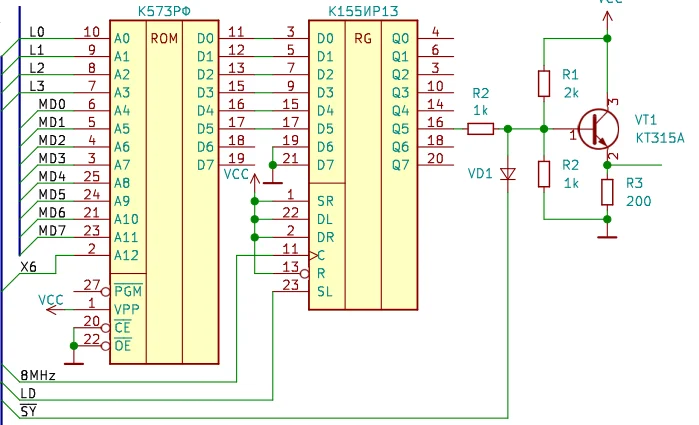 К573РФ
К155ИР13
VCC
L0 10 A0 ROM D0 11 3 D0 RG Q0 4
L1 9 A1 D1 12 5 D1 Q1 6
L2 8 A2 D2 13 7 D2 Q2 3
L3 7 A3 D3 15 9 D3 Q3 10
MD0 6 A4 D4 16 15 D4 Q4 14
MD1 5 A5 D5 17 17 D5 Q5 16
MD2 4 A6 D6 18 19 D6 Q6 18
MD3 3 A7 D7 19 21 D7 Q7 20
MD4 25 A8
MD5 24 A9 1 SR
MD6 21 A10 22 DL
MD7 23 A11 2 DR
X6 2 A12 11 C
27 PGM 13 R
VCC 1 VPP 23 SL
20 CE
22 OE
VCC
8MHz
LD
SY
R2
1k
VD1
R1
2k
R2
1k
3
1
2
VT1
KT315A
R3
200